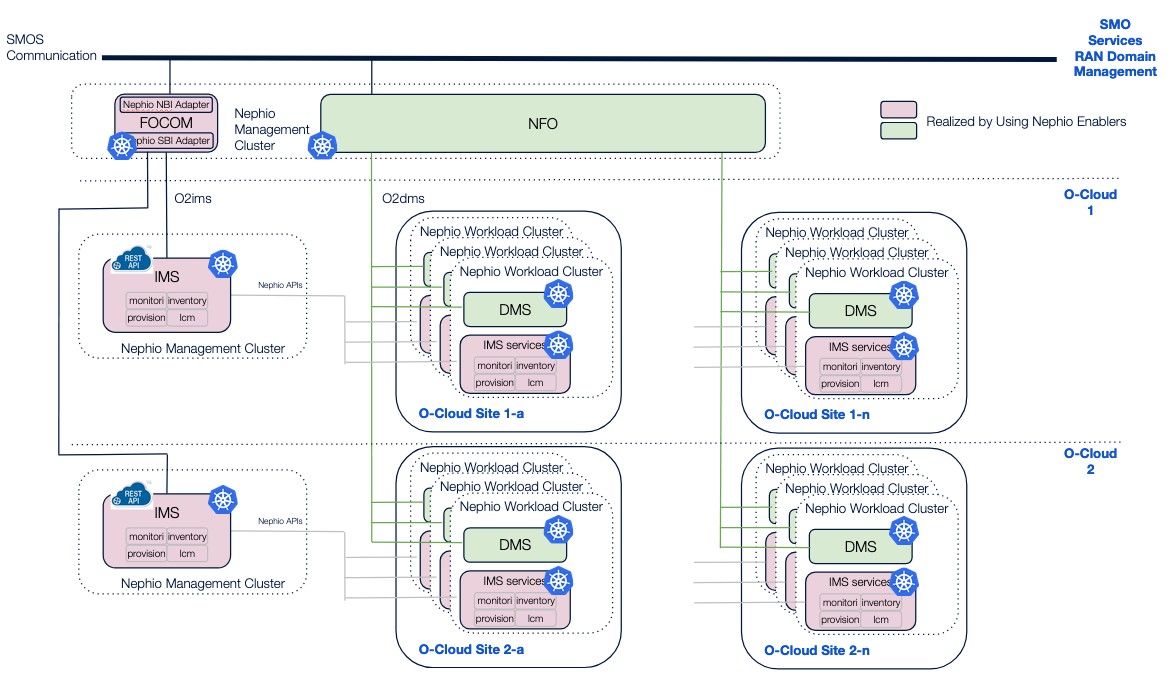 SMO
Services
RAN Domain
Management
SMOS
Communication
Nephio NBI Adapter
FOCOM
phio SBI Adapter
Nephio
Management
Cluster
NFO
Realized by Using Nephio Enablers
O2ims
O2dms
O-Cloud
1
REST
API
IMS
monitori inventory
provision lcm
Nephio Management Cluster
Nephio APIs
Nephio Workload Cluster
Nephio Workload Cluster
Nephio Workload Cluster
DMS
IMS services
monitori inventory
provision lcm
O-Cloud Site 1-a
Nephio Workload Cluster
Nephio Workload Cluster
Nephio Workload Cluster
DMS
IMS services
monitori inventory
provision lcm
O-Cloud Site 1-n
O-Cloud
2
REST
API
IMS
monitori inventory
provision lcm
Nephio Management Cluster
Nephio APIs
Nephio Workload Cluster
Nephio Workload Cluster
Nephio Workload Cluster
DMS
IMS services
monitori inventory
provision lcm
O-Cloud Site 2-a
Nephio Workload Cluster
Nephio Workload Cluster
Nephio Workload Cluster
DMS
IMS services
monitori inventory
provision lcm
O-Cloud Site 2-n